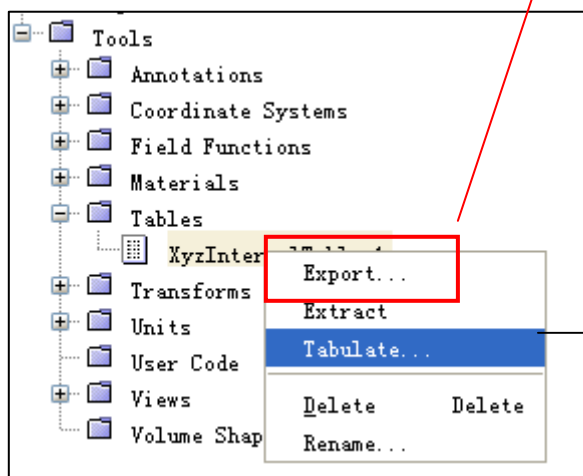 Tools
Annotations
Coordinate Systems
Field Functions
Materials
Tables
Export...
Transforms
Extract
Units
Tabulate...
User Code
Views
Delete Delete
Volume Shap
Rename...